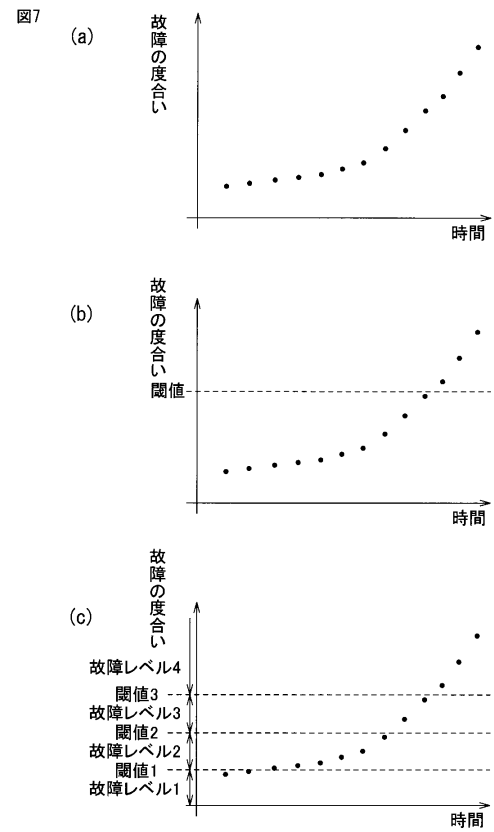 図7
(a)
故障の度合い
時間
(b)
故障の度合い
閾値
時間
(c)
故障の度合い
故障レベル4
閾値3
故障レベル3
閾値2
故障レベル2
閾値1
故障レベル1
時間